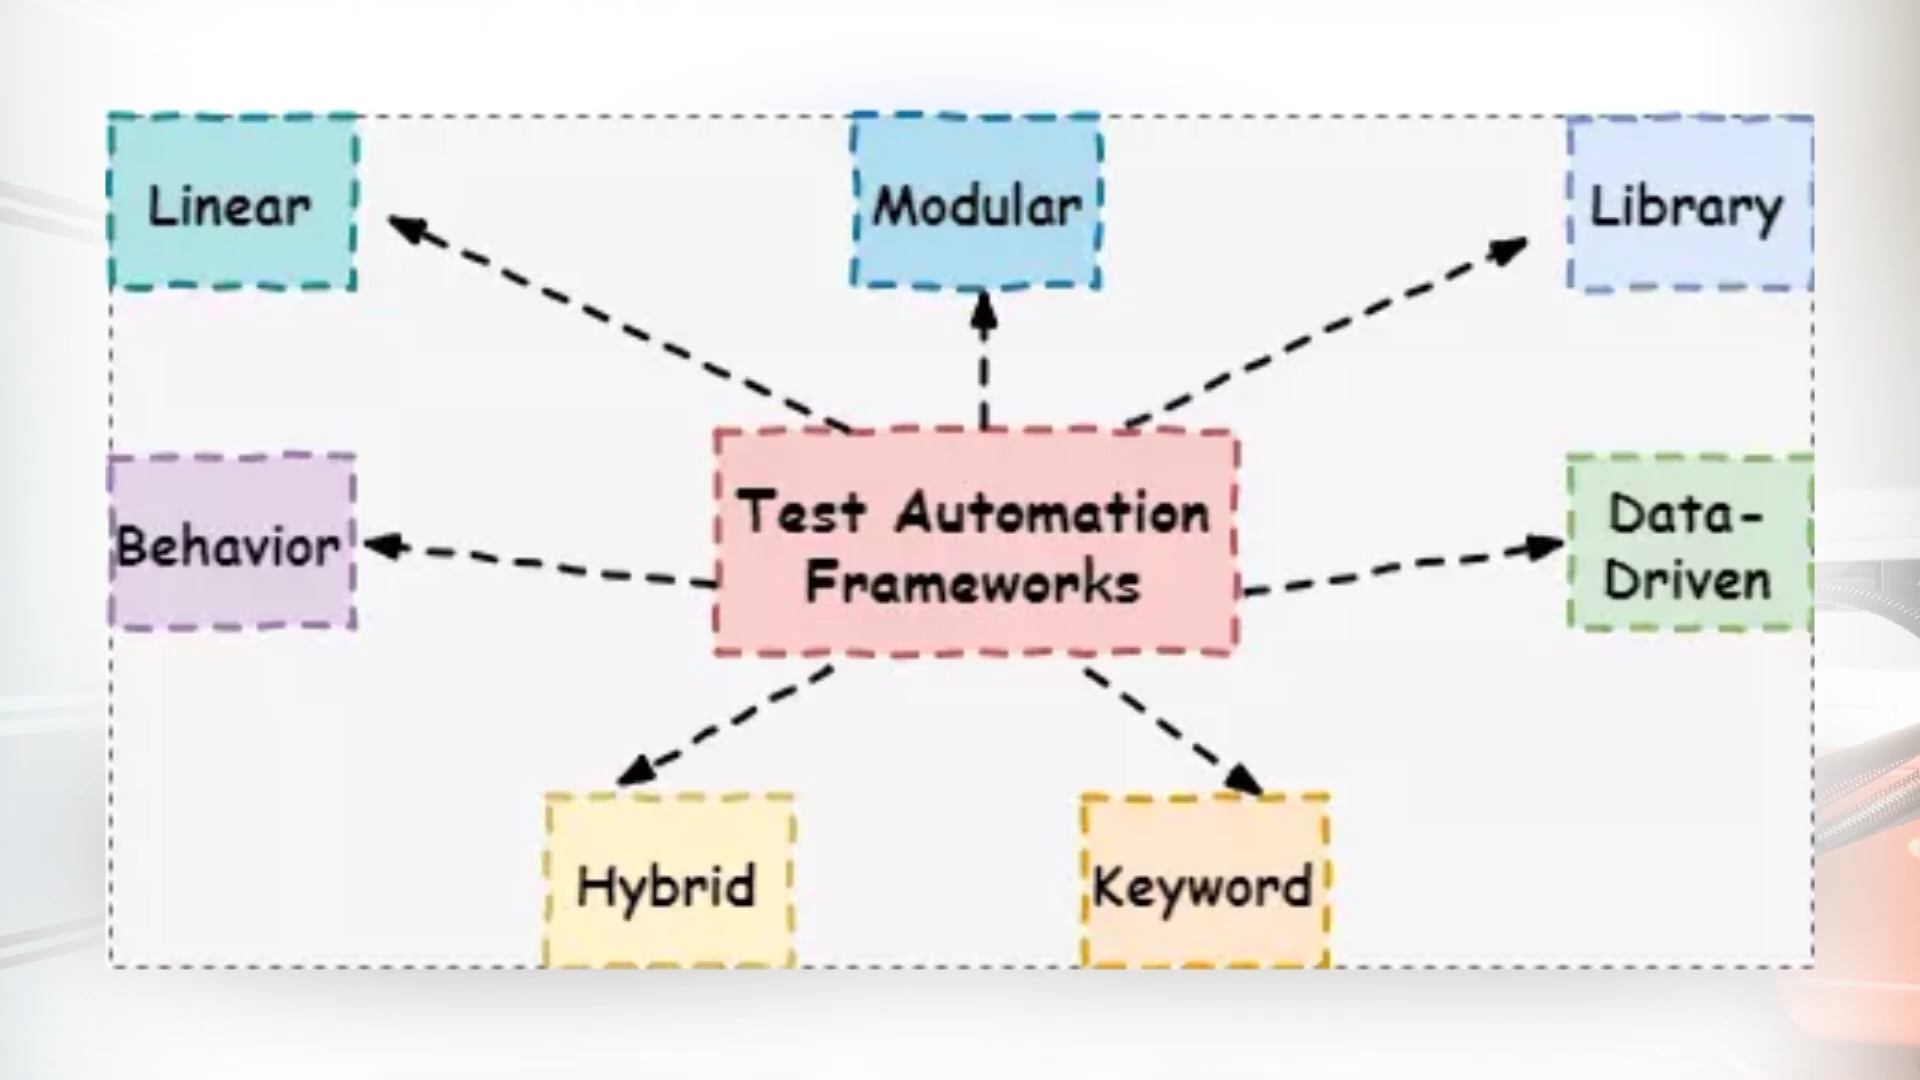 Linear
Modular
Library
Behavior
Test Automation
Frameworks
Data-
Driven
Hybrid
Keyword